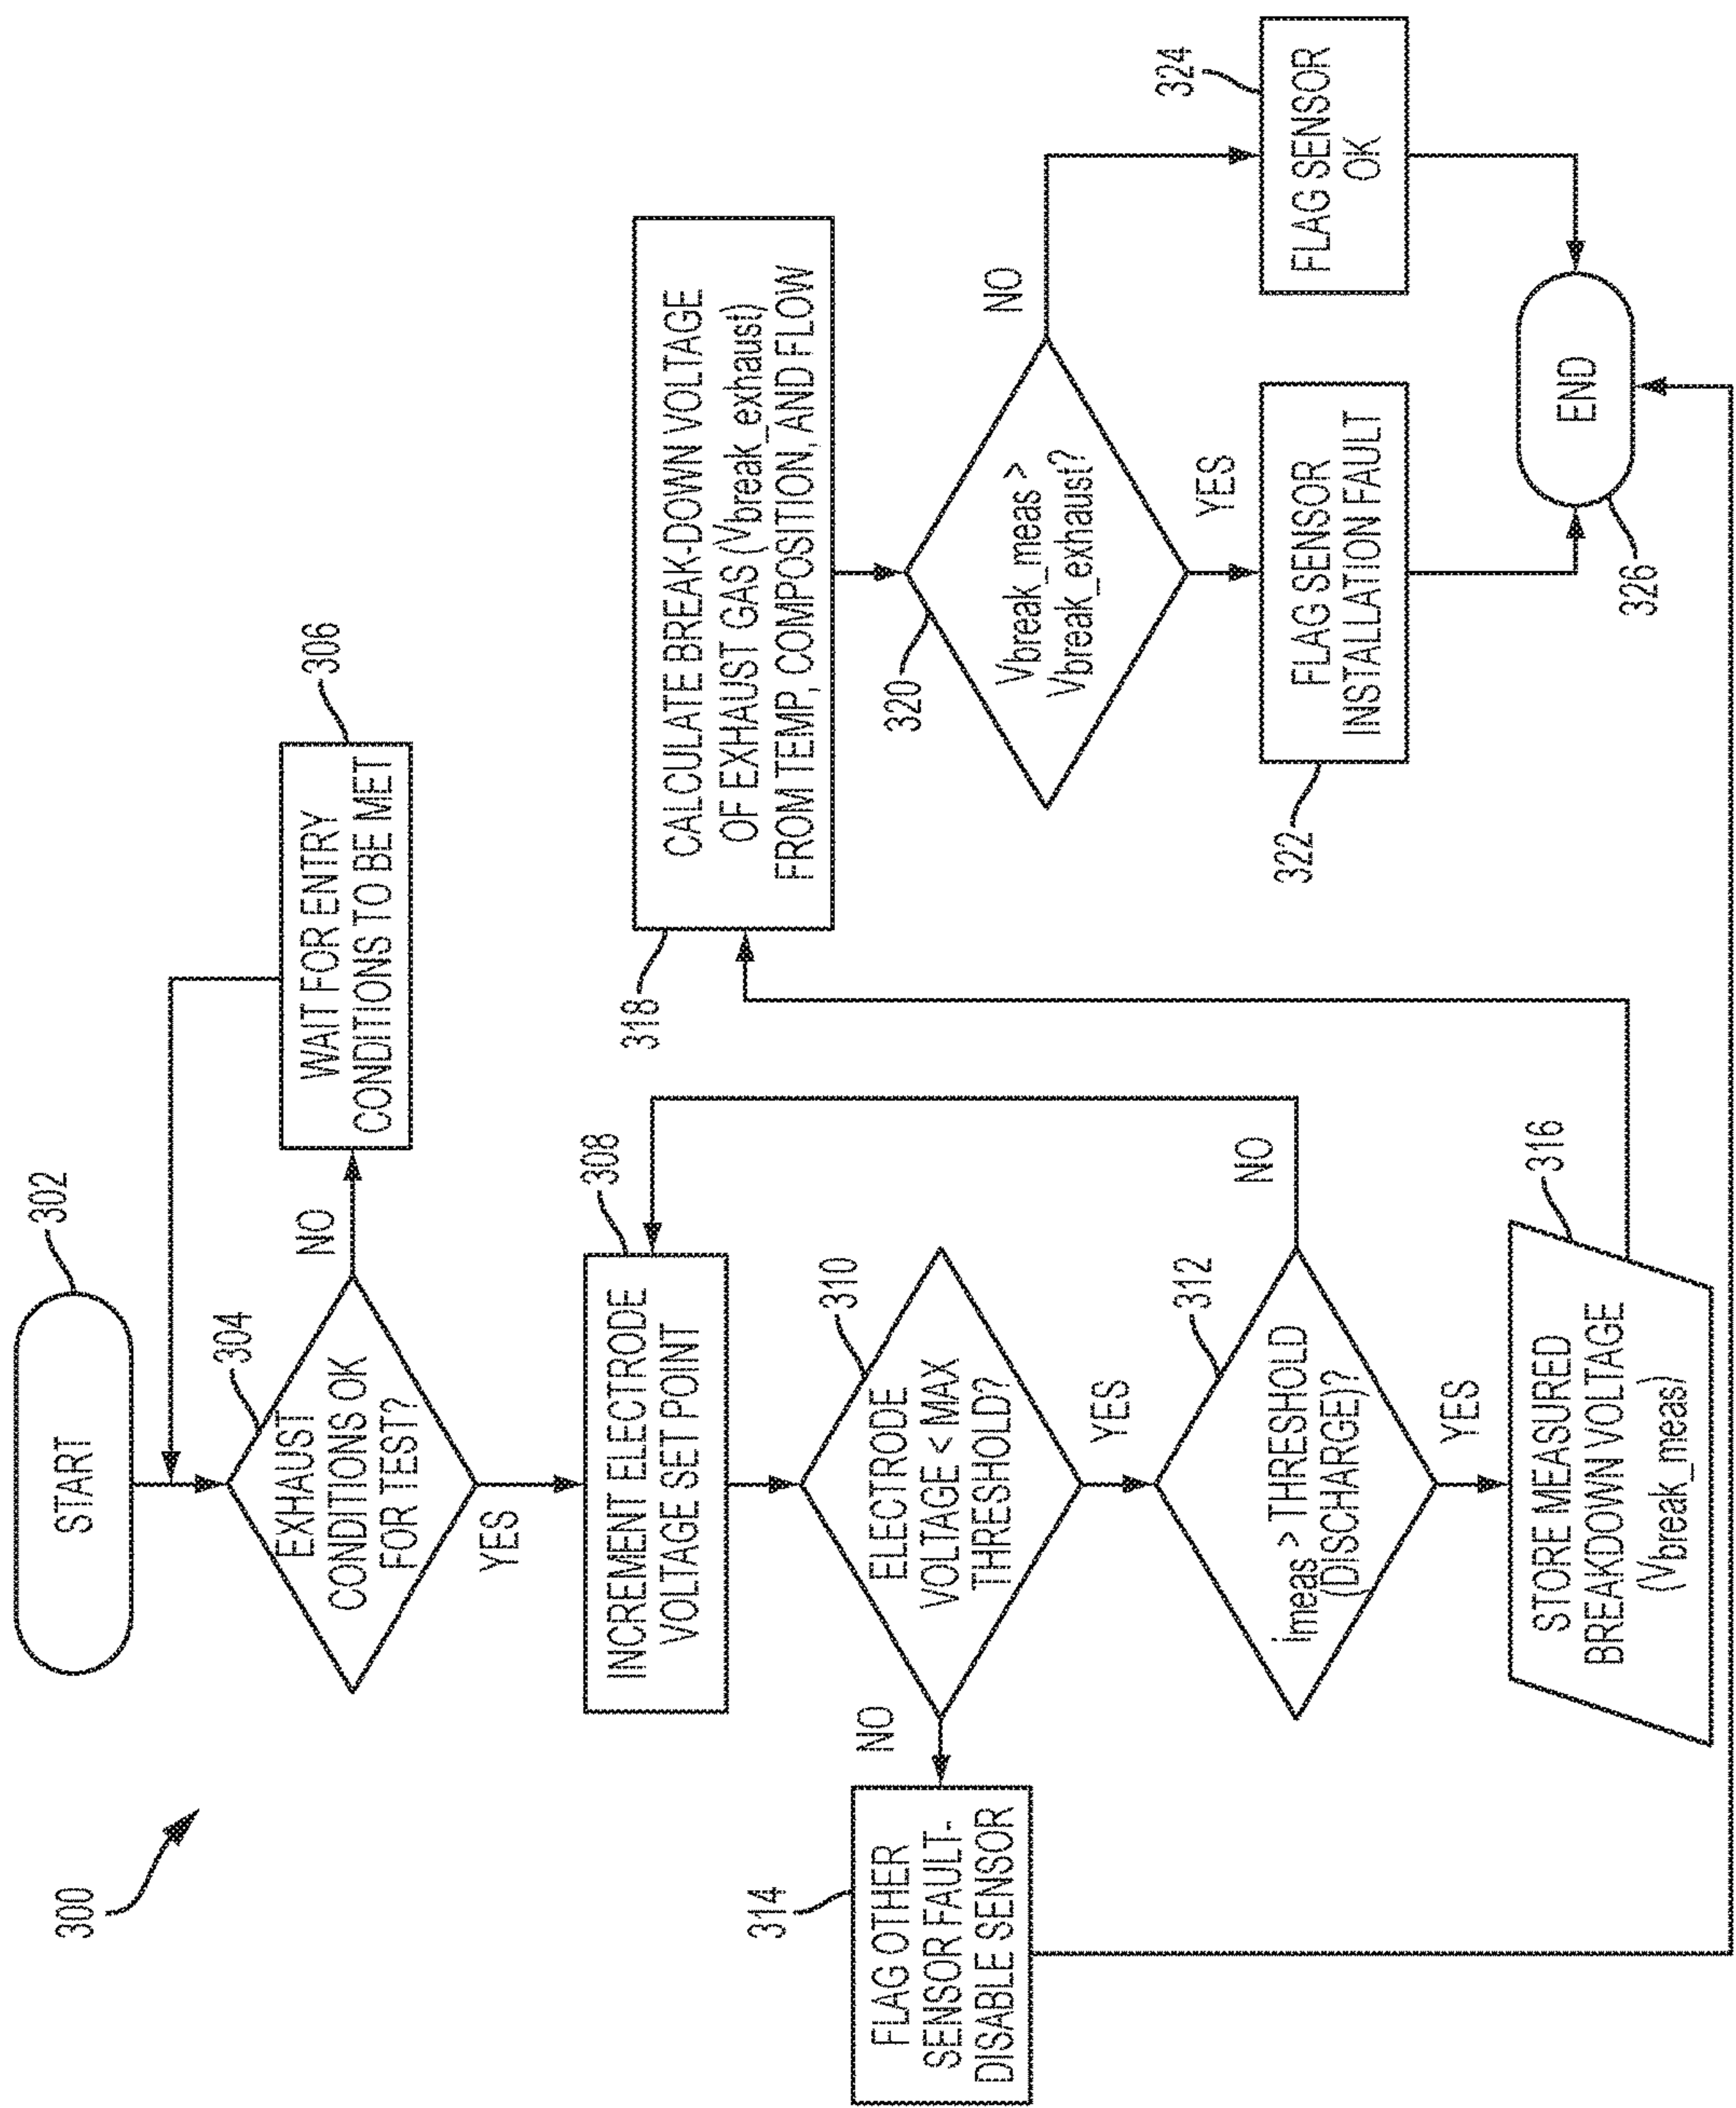 300
START
302
EXHAUST
CONDITIONS OK
FOR TEST?
304
NO
WAIT FOR ENTRY
CONDITIONS TO BE MET
306
YES
INCREMENT ELECTRODE
VOLTAGE SET POINT
308
ELECTRODE
VOLTAGE < MAX
THRESHOLD?
310
NO
FLAG OTHER
SENSOR FAULT-
DISABLE SENSOR
314
YES
imeas > THRESHOLD
(DISCHARGE)?
312
NO
YES
STORE MEASURED
BREAKDOWN VOLTAGE
(Vbreak_meas)
316
CALCULATE BREAK-DOWN VOLTAGE
OF EXHAUST GAS (Vbreak_exhaust)
FROM TEMP, COMPOSITION, AND FLOW
318
Vbreak_meas >
Vbreak_exhaust?
320
NO
YES
FLAG SENSOR
INSTALLATION FAULT
322
FLAG SENSOR
OK
324
END
326